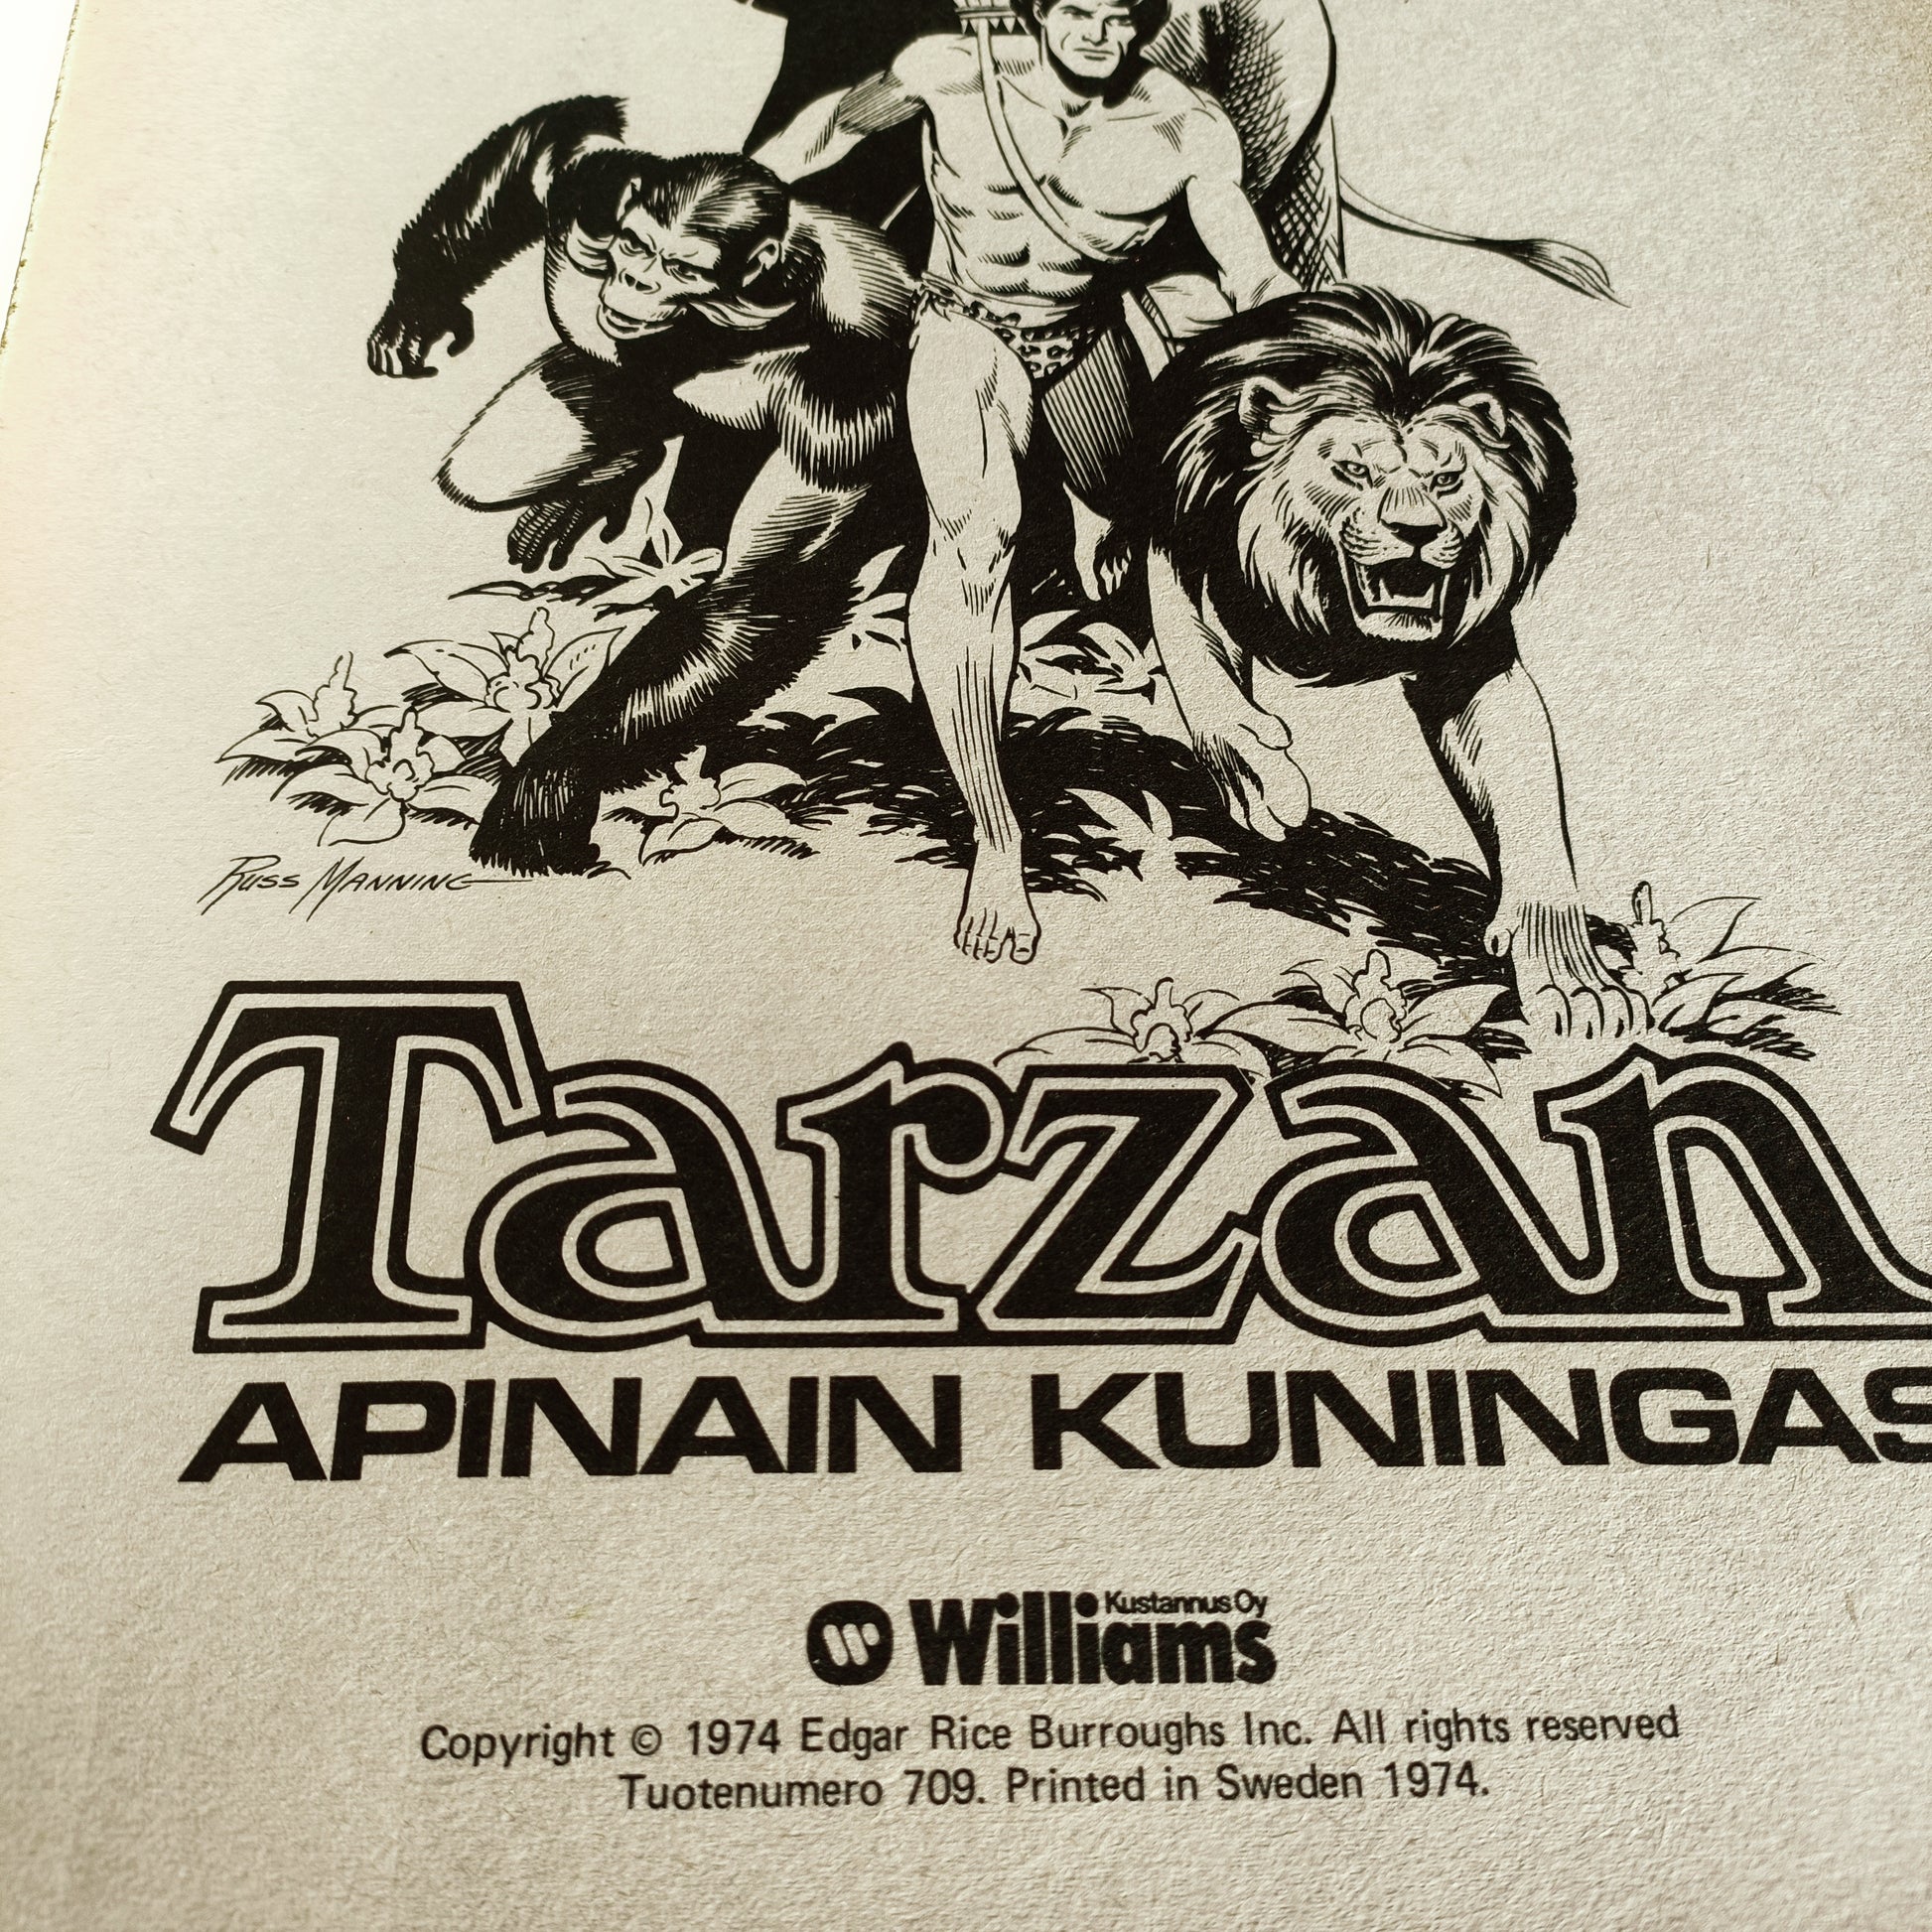 Russ Manning
Tarzan
APINAIN KUNINGAS
Kustannus Oy
Williams
Copyright © 1974 Edgar Rice Burroughs Inc. All rights reserved
Tuotenumero 709. Printed in Sweden 1974.